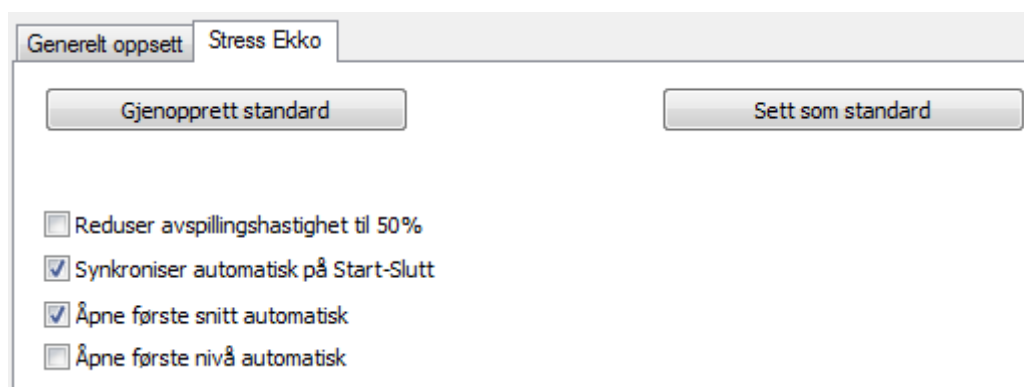 Generelt oppsett Stress Ekko
Gjenopprett standard Sett som standard
Reduser avspillingshastighet til 50%
Synkroniser automatisk på Start-Slutt
Åpne første snitt automatisk
Åpne første nivå automatisk